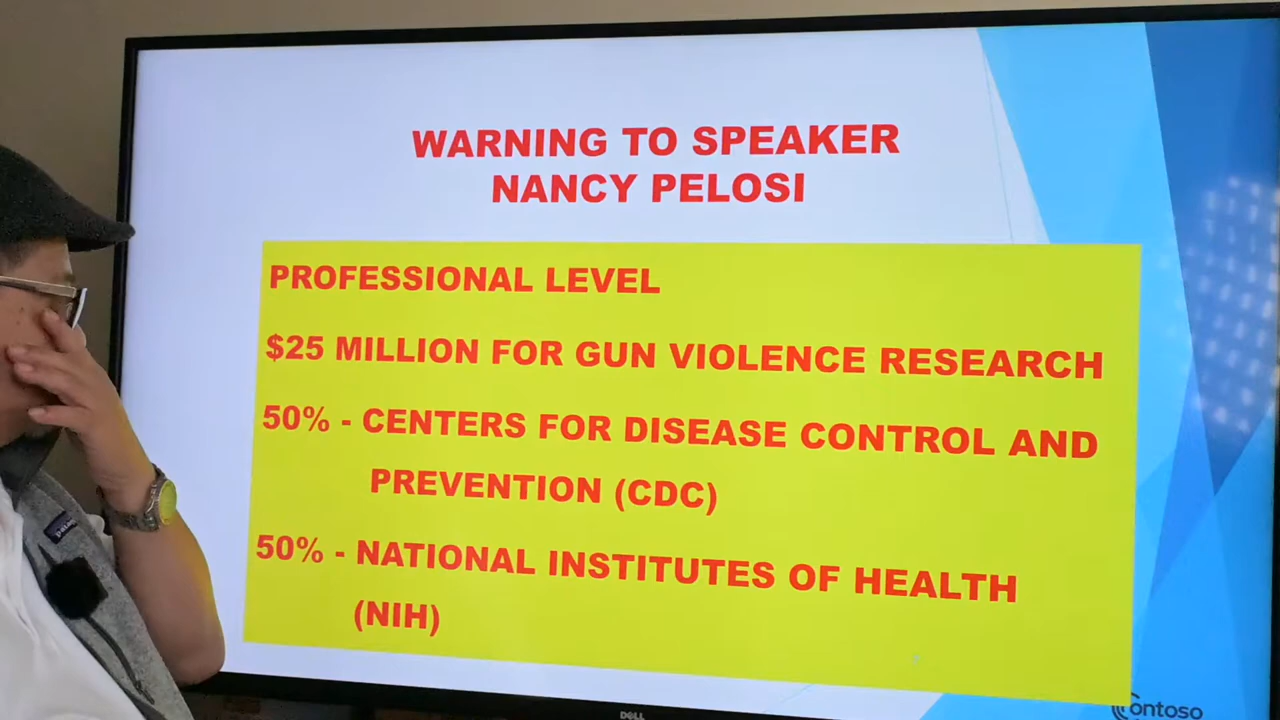 WARNING TO SPEAKER
NANCY PELOSI
PROFESSIONAL LEVEL
$25 MILLION FOR GUN VIOLENCE RESEARCH
50% - CENTERS FOR DISEASE CONTROL AND
PREVENTION (CDC)
50% - NATIONAL INSTITUTES OF HEALTH
(NIH)
ontoso
DELL